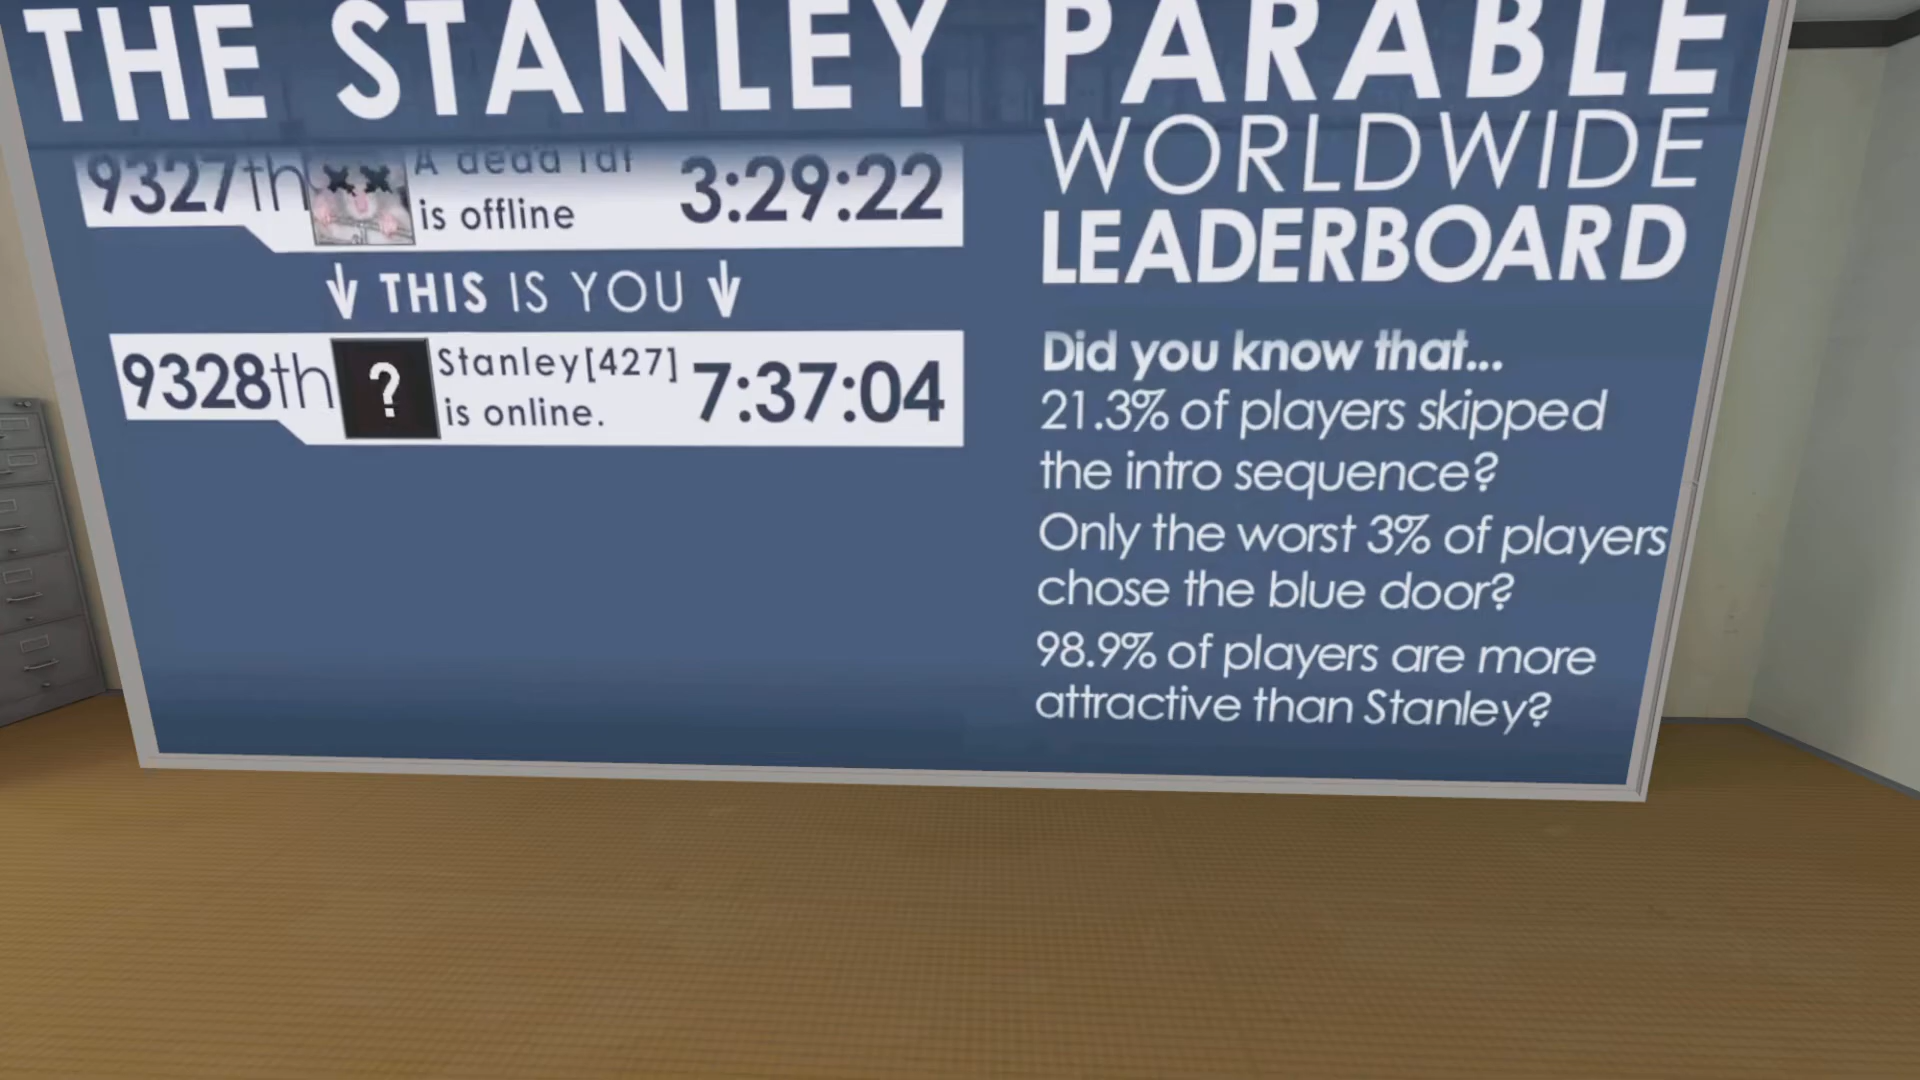 THE STANLEY PARABLE
WORLDWIDE
LEADERBOARD
9327th
A dead
is offline
3:29:22
THIS IS YOU
9328th
?
Stanley[427]
is online.
7:37:04
Did you know that...
21.3% of players skipped
the intro sequence?
Only the worst 3% of players
chose the blue door?
98.9% of players are more
attractive than Stanley?